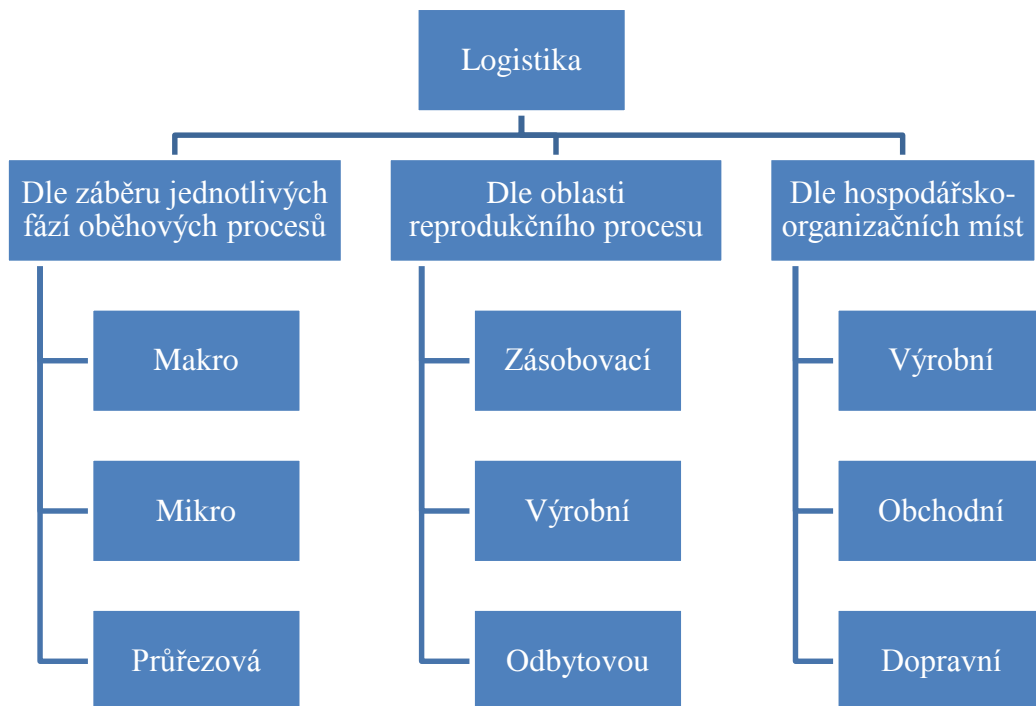 Logistika
Dle záběru jednotlivých
fází oběhových procesů
Makro
Mikro
Průřezová
Dle oblasti
reprodukčního procesu
Zásobovací
Výrobní
Odbytovou
Dle hospodářsko-
organizačních míst
Výrobní
Obchodní
Dopravní